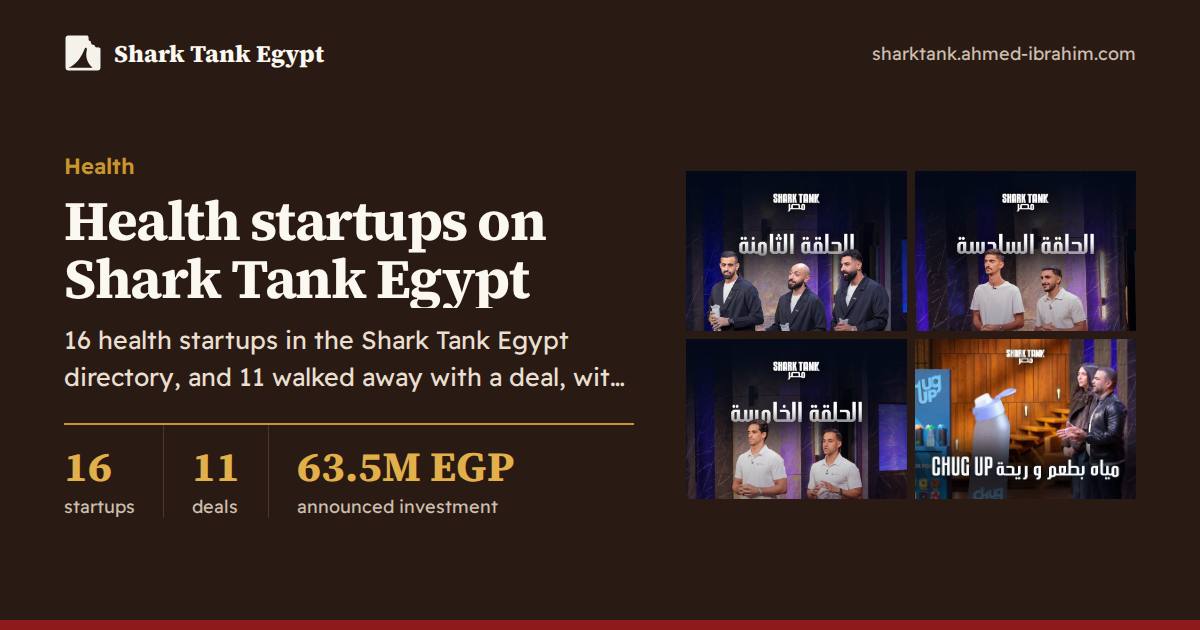 Shark Tank Egypt
sharktank.ahmed-ibrahim.com
Health
Health startups on
Shark Tank Egypt
16 health startups in the Shark Tank Egypt
directory, and 11 walked away with a deal, wit…
16
startups
11
deals
63.5M EGP
announced investment
SHARK TANK
مصر
الحلقة الثامنة
SHARK TANK
مصر
الحلقة السادسة
SHARK TANK
مصر
الحلقة الخامسة
SHARK TANK
مصر
ug
UP
مياه بطعم و ريحة CHUG UP
chug